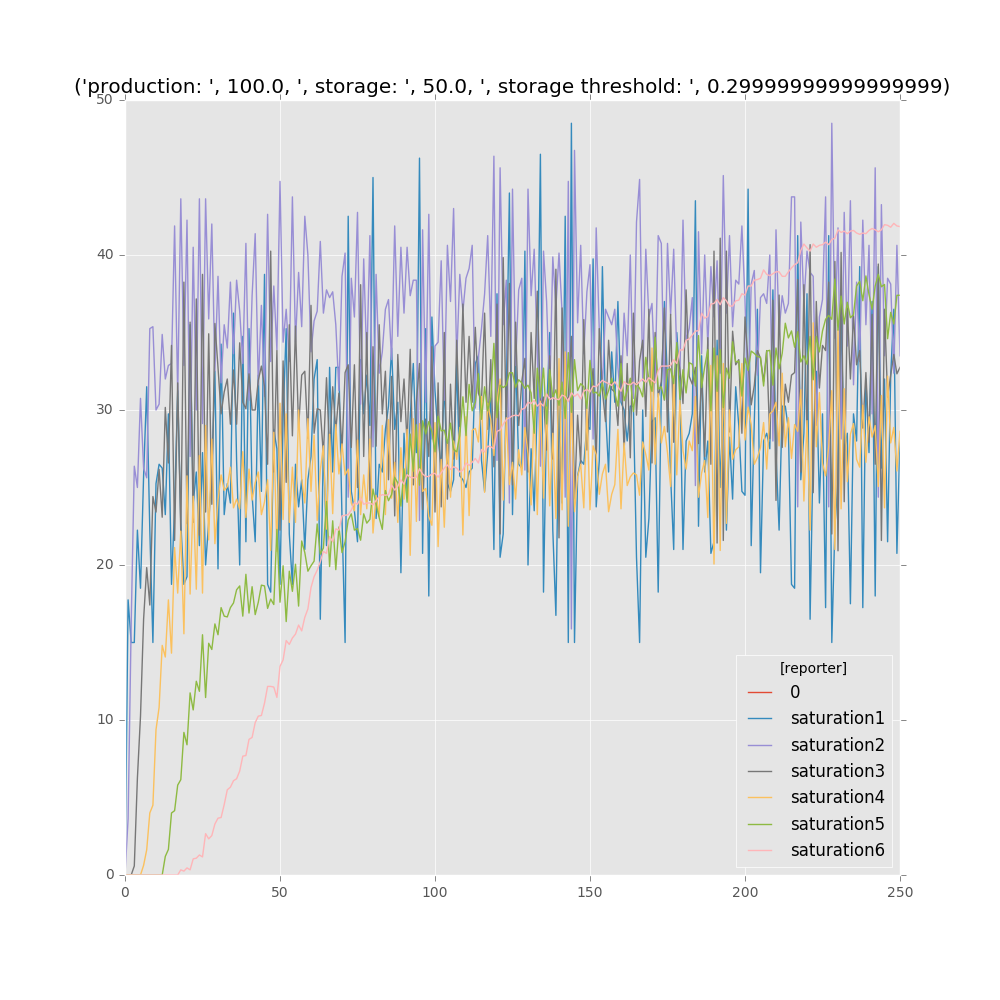 ('production: ', 100.0, ', storage: ', 50.0, ', storage threshold: ', 0.29999999999999999)
50
40
30
20
10
0
0 50 100 150 200 250
[reporter]
0
saturation1
saturation2
saturation3
saturation4
saturation5
saturation6